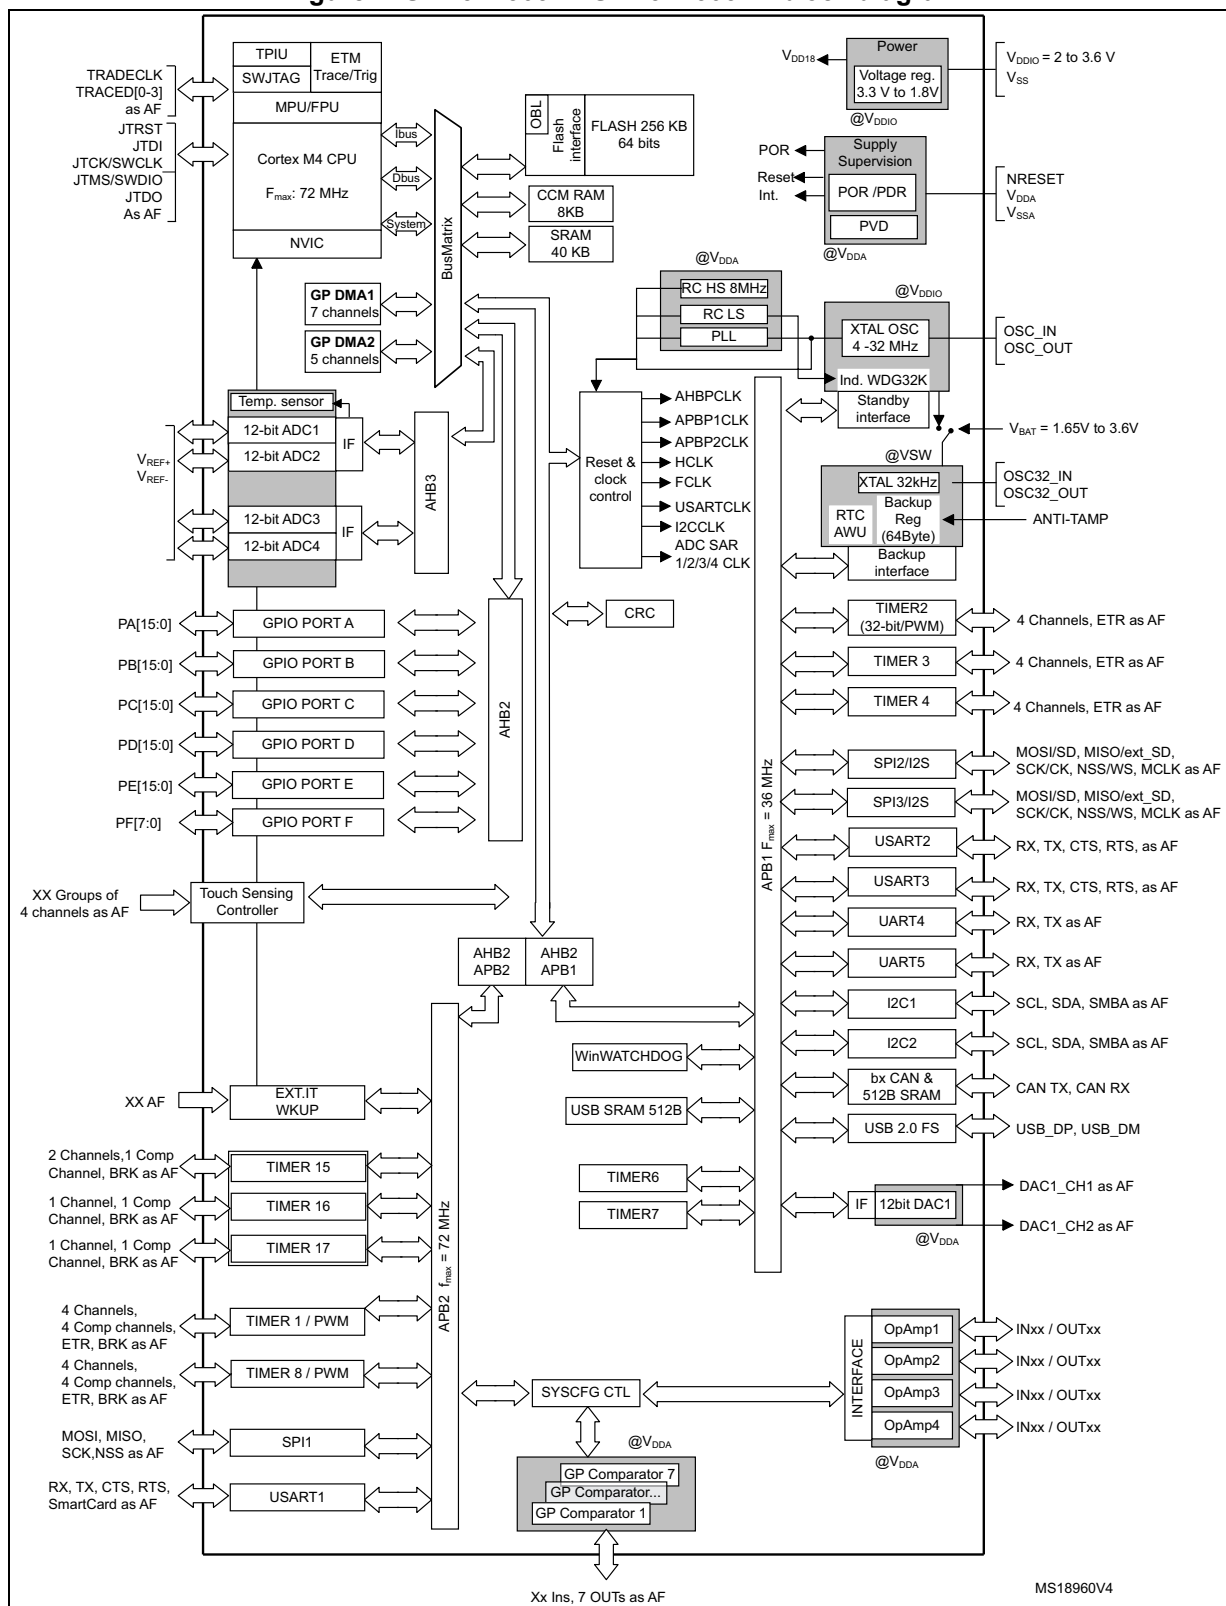 TPIU
ETM
Trace/Trig
SWJTAG
MPU/FPU
Cortex M4 CPU
Fmax: 72 MHz
NVIC
TRADECLK
TRACED[0-3]
as AF
JTRST
JTDI
JTCK/SWCLK
JTMS/SWDIO
JTDO
As AF
Ibus
Dbus
System
BusMatrix
OBL
Flash
interface
FLASH 256 KB
64 bits
CCM RAM
8KB
SRAM
40 KB
GP DMA1
7 channels
GP DMA2
5 channels
Power
VDD18
Voltage reg.
3.3 V to 1.8V
@VDDIO
VDDIO = 2 to 3.6 V
VSS
Supply
Supervision
POR
Reset
Int.
POR /PDR
PVD
@VDDA
NRESET
VDDA
VSSA
@VDDA
RC HS 8MHz
RC LS
PLL
@VDDIO
XTAL OSC
4 -32 MHz
OSC_IN
OSC_OUT
Ind. WDG32K
Standby
interface
VBAT = 1.65V to 3.6V
@VSW
XTAL 32kHz
OSC32_IN
OSC32_OUT
RTC
AWU
Backup
Reg
(64Byte)
ANTI-TAMP
Backup
interface
Reset &
clock
control
AHBPCLK
APBP1CLK
APBP2CLK
HCLK
FCLK
USARTCLK
I2CCLK
ADC SAR
1/2/3/4 CLK
Temp. sensor
12-bit ADC1
12-bit ADC2
IF
VREF+
VREF-
12-bit ADC3
12-bit ADC4
IF
AHB3
CRC
PA[15:0]
GPIO PORT A
PB[15:0]
GPIO PORT B
PC[15:0]
GPIO PORT C
PD[15:0]
GPIO PORT D
PE[15:0]
GPIO PORT E
PF[7:0]
GPIO PORT F
AHB2
XX Groups of
4 channels as AF
Touch Sensing
Controller
AHB2
APB2
AHB2
APB1
APB1 Fmax = 36 MHz
TIMER2
(32-bit/PWM)
4 Channels, ETR as AF
TIMER 3
4 Channels, ETR as AF
TIMER 4
4 Channels, ETR as AF
SPI2/I2S
MOSI/SD, MISO/ext_SD,
SCK/CK, NSS/WS, MCLK as AF
SPI3/I2S
MOSI/SD, MISO/ext_SD,
SCK/CK, NSS/WS, MCLK as AF
USART2
RX, TX, CTS, RTS, as AF
USART3
RX, TX, CTS, RTS, as AF
UART4
RX, TX as AF
UART5
RX, TX as AF
I2C1
SCL, SDA, SMBA as AF
I2C2
SCL, SDA, SMBA as AF
bx CAN &
512B SRAM
CAN TX, CAN RX
USB 2.0 FS
USB_DP, USB_DM
WinWATCHDOG
USB SRAM 512B
TIMER6
TIMER7
IF
12bit DAC1
@VDDA
DAC1_CH1 as AF
DAC1_CH2 as AF
XX AF
EXT.IT
WKUP
2 Channels,1 Comp
Channel, BRK as AF
TIMER 15
1 Channel, 1 Comp
Channel, BRK as AF
TIMER 16
1 Channel, 1 Comp
Channel, BRK as AF
TIMER 17
4 Channels,
4 Comp channels,
ETR, BRK as AF
TIMER 1 / PWM
4 Channels,
4 Comp channels,
ETR, BRK as AF
TIMER 8 / PWM
MOSI, MISO,
SCK,NSS as AF
SPI1
RX, TX, CTS, RTS,
SmartCard as AF
USART1
APB2 fmax = 72 MHz
SYSCFG CTL
@VDDA
GP Comparator 7
GP Comparator...
GP Comparator 1
Xx Ins, 7 OUTs as AF
INTERFACE
OpAmp1
INxx / OUTxx
OpAmp2
INxx / OUTxx
OpAmp3
INxx / OUTxx
OpAmp4
INxx / OUTxx
@VDDA
MS18960V4